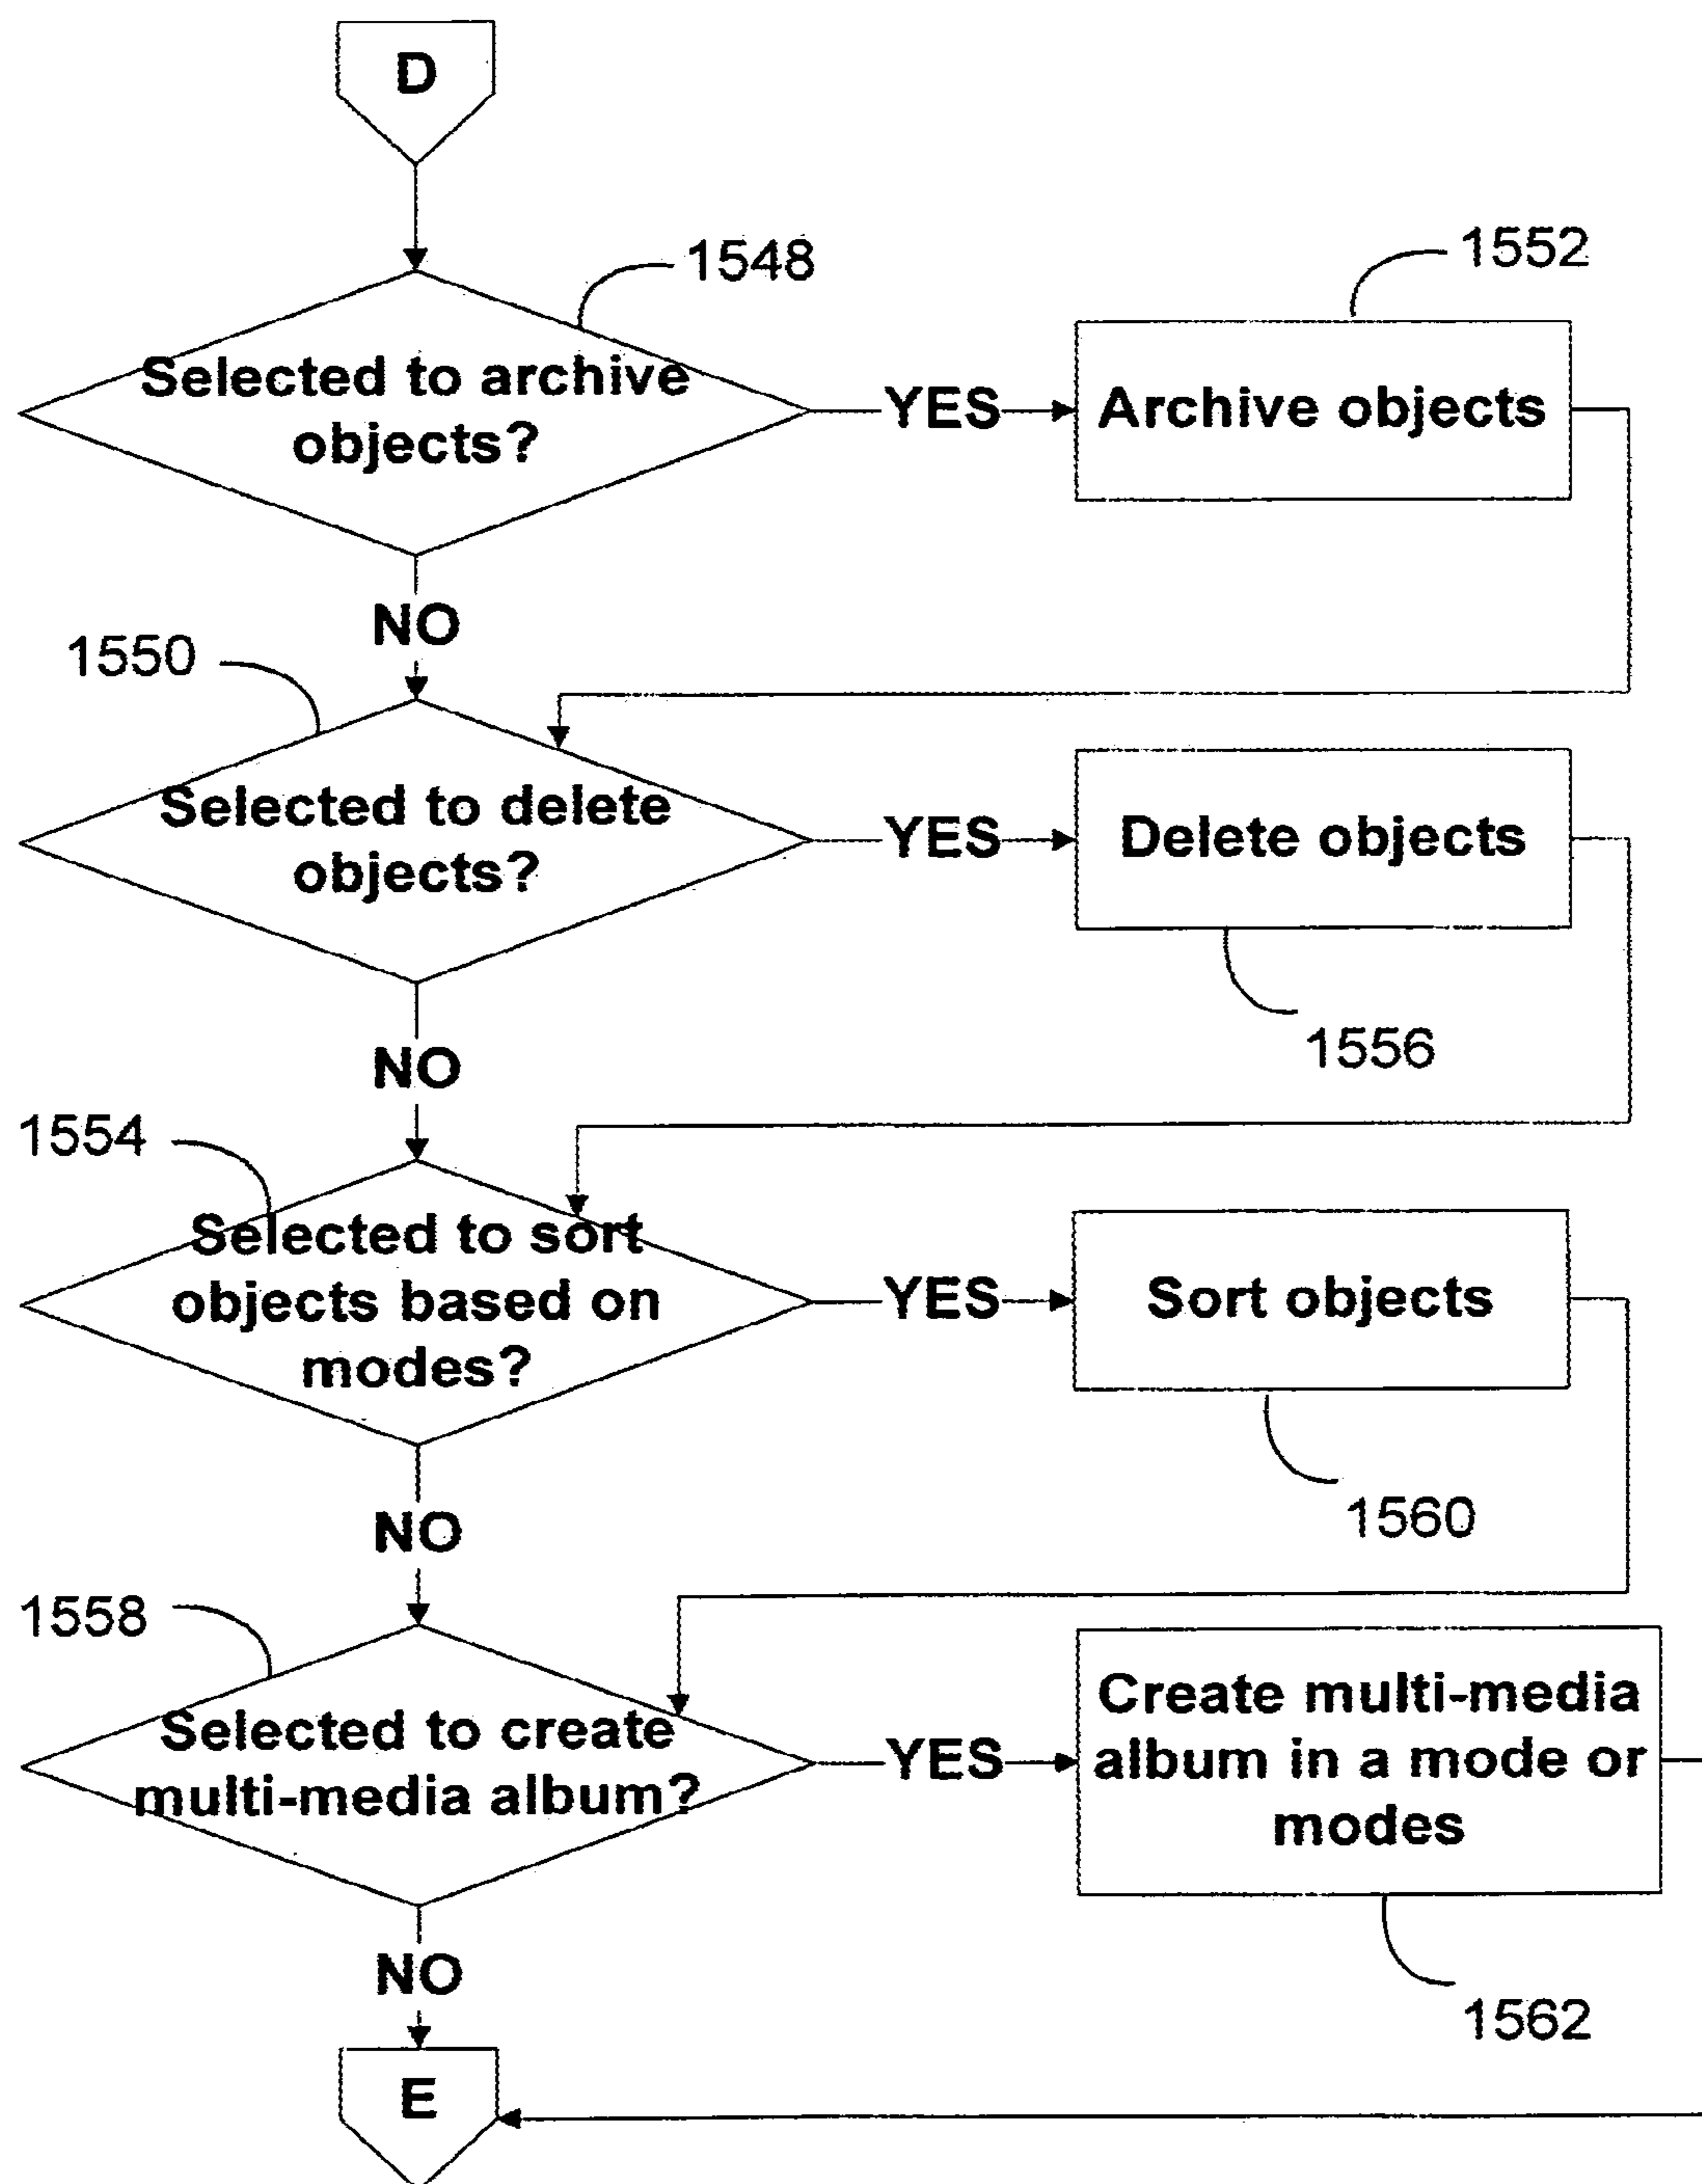 D
1548
1552
Selected to archive
objects?
YES
Archive objects
NO
1550
Selected to delete
objects?
YES
Delete objects
1556
NO
1554
Selected to sort
objects based on
modes?
YES
Sort objects
1560
NO
1558
Selected to create
multi-media album?
YES
Create multi-media
album in a mode or
modes
1562
NO
E